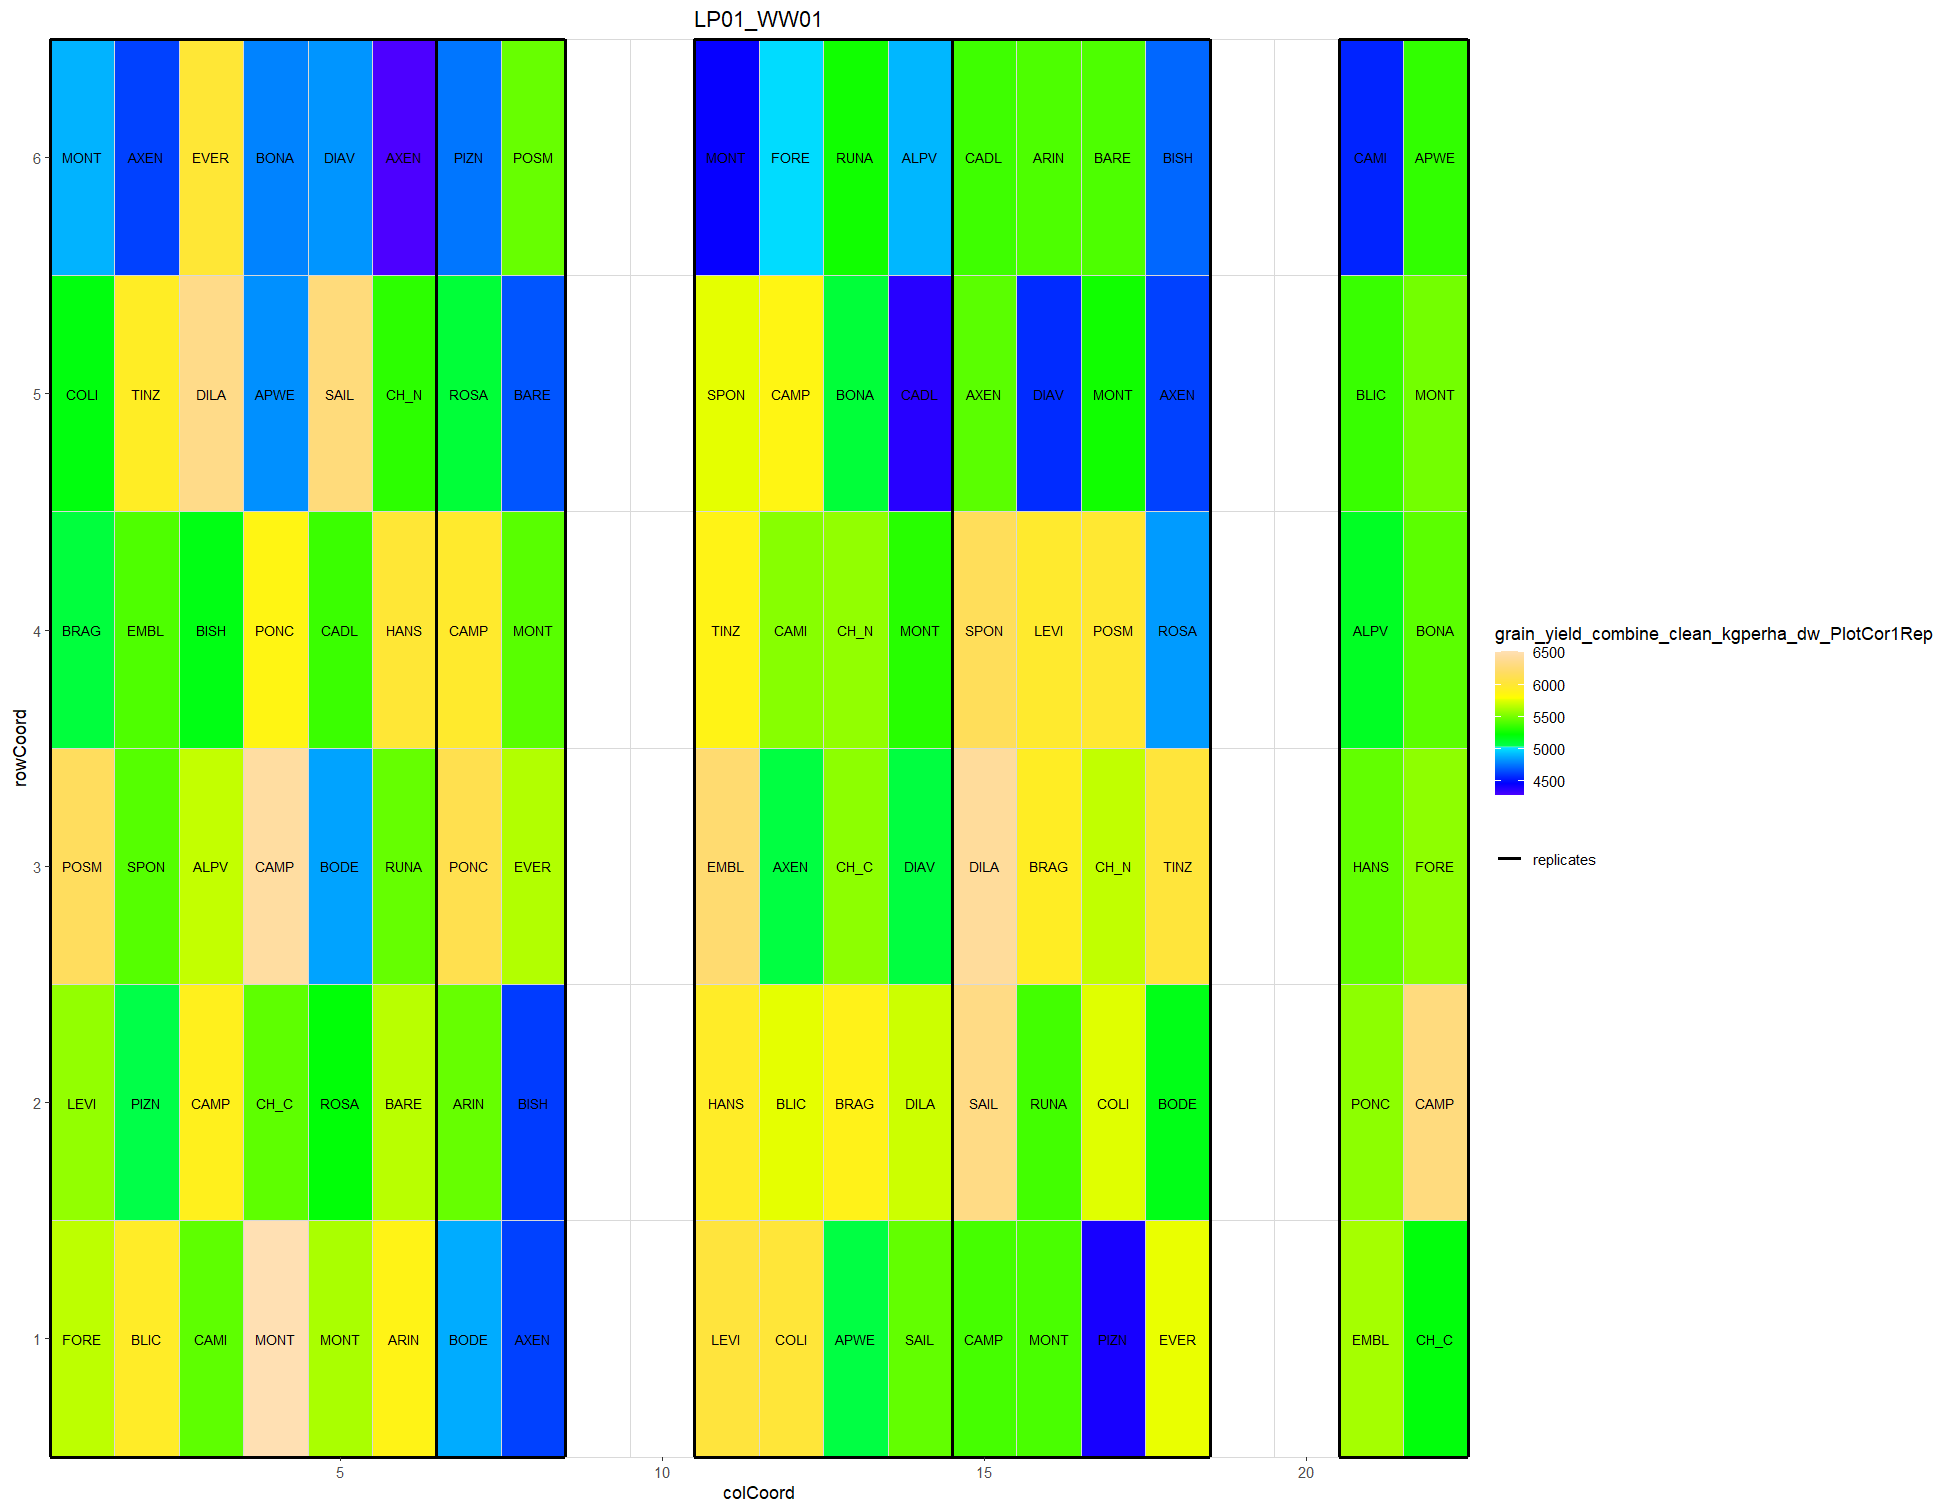 LP01_WW01
6 MONT AXEN EVER BONA DIAV AXEN PIZN POSM MONT FORE RUNA ALPV CADL ARIN BARE BISH CAMI APWE
5 COLI TINZ DILA APWE SAIL CH_N ROSA BARE SPON CAMP BONA CADL AXEN DIAV MONT AXEN BLIC MONT
4 BRAG EMBL BISH PONC CADL HANS CAMP MONT TINZ CAMI CH_N MONT SPON LEVI POSM ROSA ALPV BONA
3 POSM SPON ALPV CAMP BODE RUNA PONC EVER EMBL AXEN CH_C DIAV DILA BRAG CH_N TINZ HANS FORE
2 LEVI PIZN CAMP CH_C ROSA BARE ARIN BISH HANS BLIC BRAG DILA SAIL RUNA COLI BODE PONC CAMP
1 FORE BLIC CAMI MONT MONT ARIN BODE AXEN LEVI COLI APWE SAIL CAMP MONT PIZN EVER EMBL CH_C
5 10 15 20
colCoord
rowCoord
grain_yield_combine_clean_kgperha_dw_PlotCor1Rep
6500
6000
5500
5000
4500
replicates